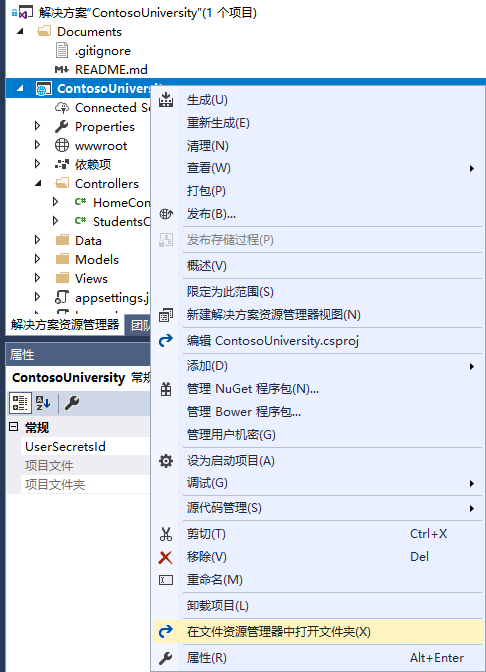 解决方案“ContosoUniversity”(1 个项目)
Documents
.gitignore
README.md
ContosoUniversity
Connected S
Properties
wwwroot
依赖项
Controllers
HomeCon
StudentsC
Data
Models
Views
appsettings.j
解决方案资源管理器
团队
属性
ContosoUniversity 常规
常规
UserSecretsId
项目文件
项目文件夹
生成(U)
重新生成(E)
清理(N)
查看(W)
打包(P)
发布(B)...
发布存储过程(P)
概述(V)
限定为此范围(S)
新建解决方案资源管理器视图(N)
编辑 ContosoUniversity.csproj
添加(D)
管理 NuGet 程序包(N)...
管理 Bower 程序包...
管理用户机密(G)
设为启动项目(A)
调试(G)
源代码管理(S)
剪切(T) Ctrl+X
移除(V) Del
重命名(M)
卸载项目(L)
在文件资源管理器中打开文件夹(X)
属性(R) Alt+Enter